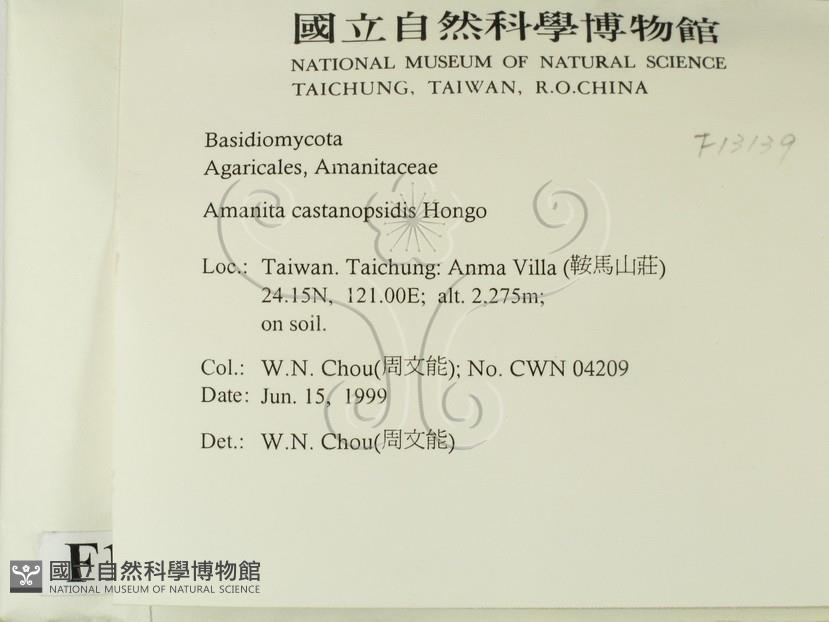 國立自然科學博物館
NATIONAL MUSEUM OF NATURAL SCIENCE
TAICHUNG, TAIWAN, R.O.CHINA
F13139
Basidiomycota
Agaricales, Amanitaceae
Amanita castanopsidis Hongo
Loc.: Taiwan. Taichung: Anma Villa (鞍馬山莊)
24.15N, 121.00E; alt. 2,275m;
on soil.
Col.: W.N. Chou(周文能); No. CWN 04209
Date: Jun. 15, 1999
Det.: W.N. Chou(周文能)
國立自然科學博物館
NATIONAL MUSEUM OF NATURAL SCIENCE